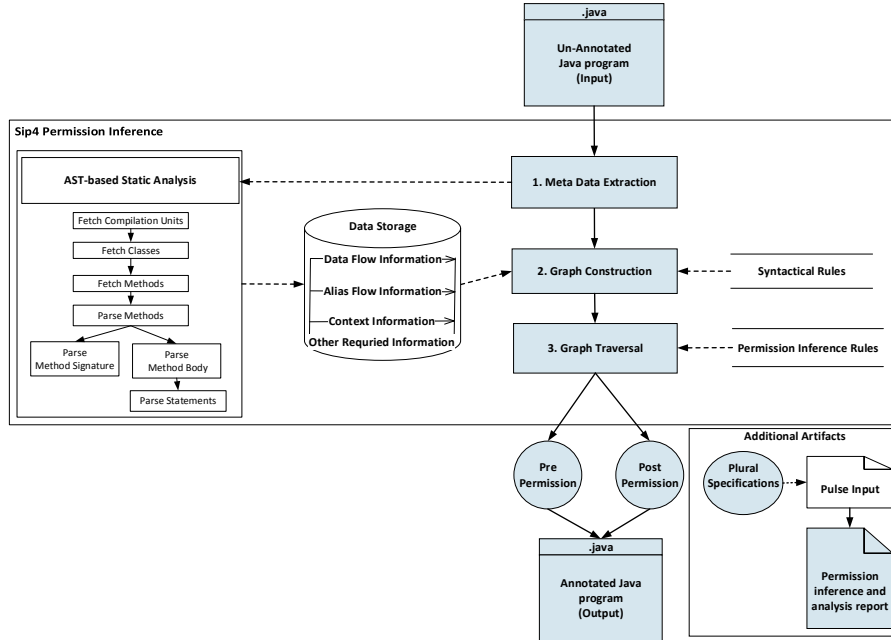 .java
Un-Annotated
Java program
(Input)
Sip4 Permission Inference
AST-based Static Analysis
1. Meta Data Extraction
Fetch Compilation Units
Fetch Classes
Fetch Methods
Parse Methods
Parse
Method Signature
Parse
Method Body
Parse Statements
Data Storage
Data Flow Information
Alias Flow Information
Context Information
Other Requried Information
2. Graph Construction
Syntactical Rules
3. Graph Traversal
Permission Inference Rules
Pre
Permission
Post
Permission
.java
Annotated Java
program
(Output)
Additional Artifacts
Plural
Specifications
Pulse Input
Permission
inference and
analysis report